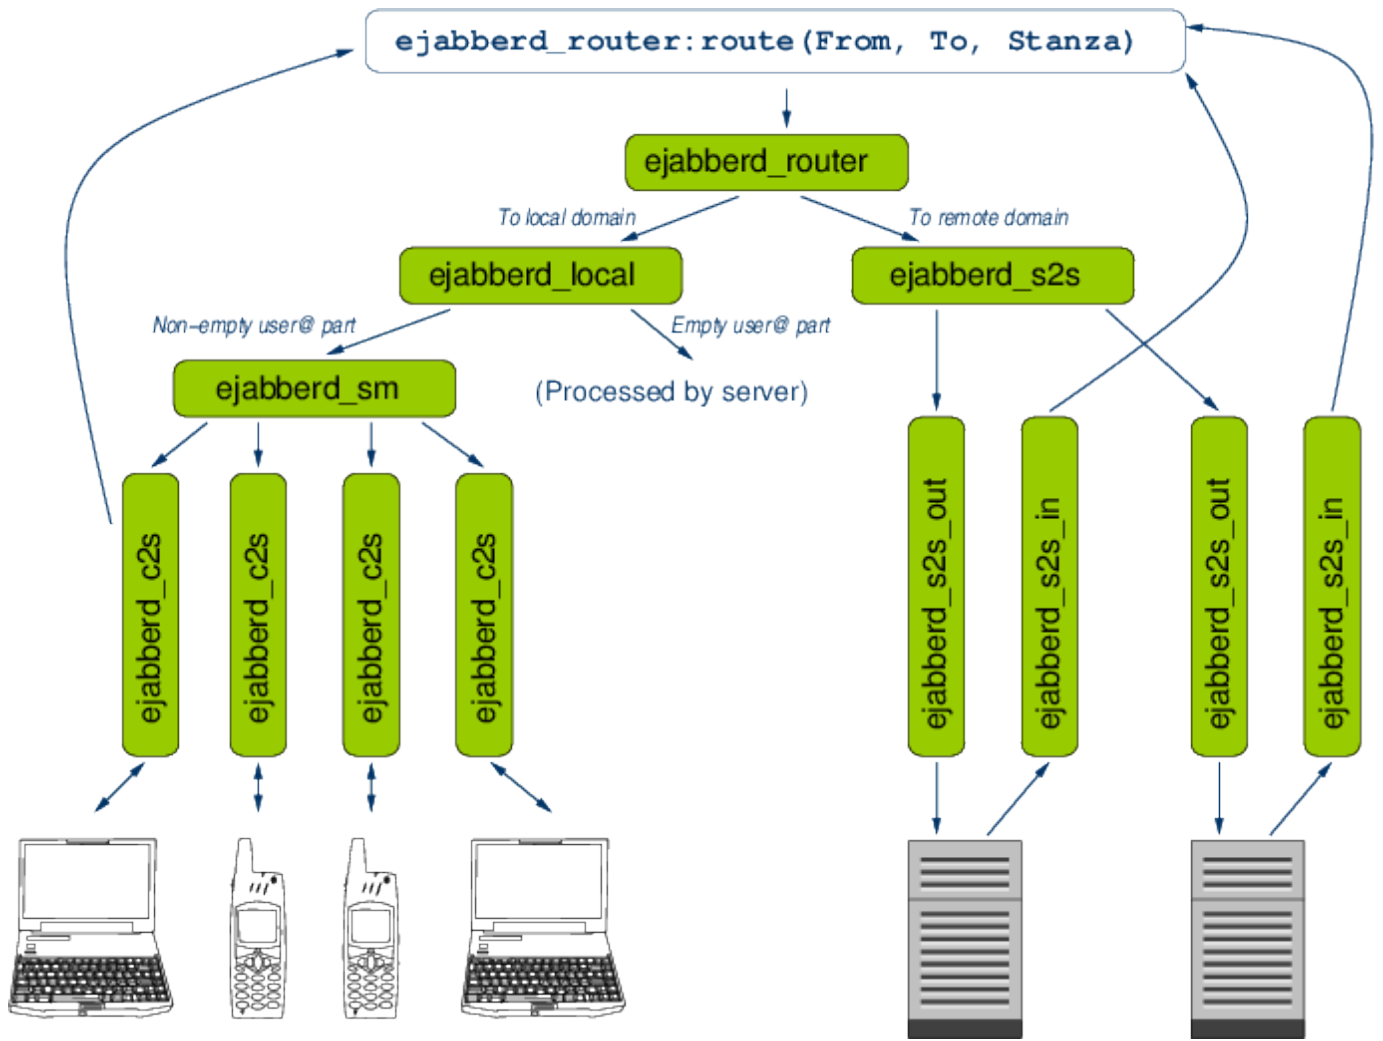 ejabberd_router:route(From, To, Stanza)
ejabberd_router
To local domain
To remote domain
ejabberd_local
ejabberd_s2s
Non-empty user@ part
Empty user@ part
ejabberd_sm
(Processed by server)
ejabberd_c2s
ejabberd_c2s
ejabberd_c2s
ejabberd_c2s
ejabberd_s2s_out
ejabberd_s2s_in
ejabberd_s2s_out
ejabberd_s2s_in